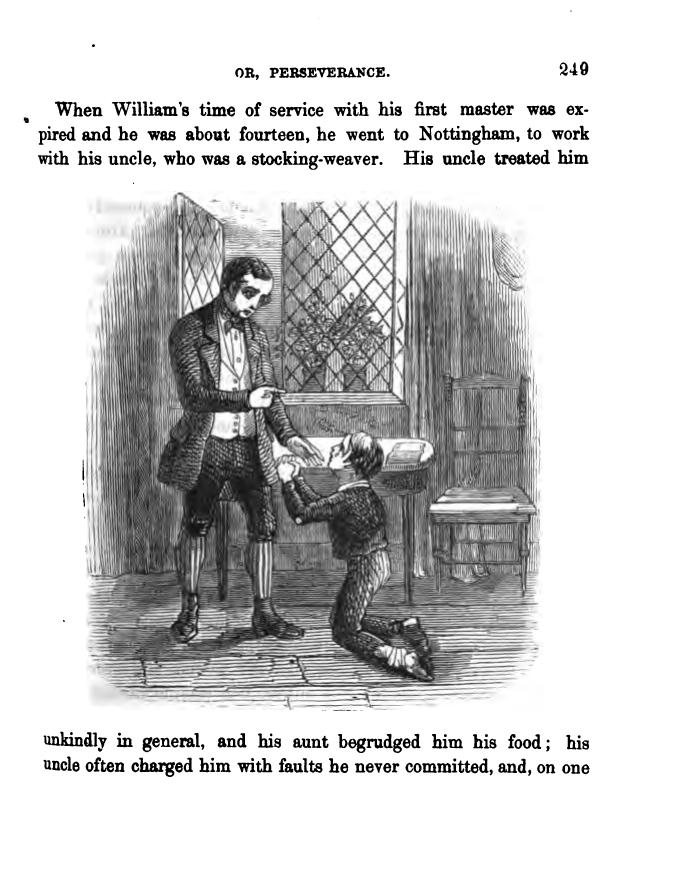 OR, PERSEVERANCE. 249
When William's time of service with his first master was ex-
pired and he was about fourteen, he went to Nottingham, to work
with his uncle, who was a stocking-weaver. His uncle treated him
unkindly in general, and his aunt begrudged him his food; his
uncle often charged him with faults he never committed, and, on one